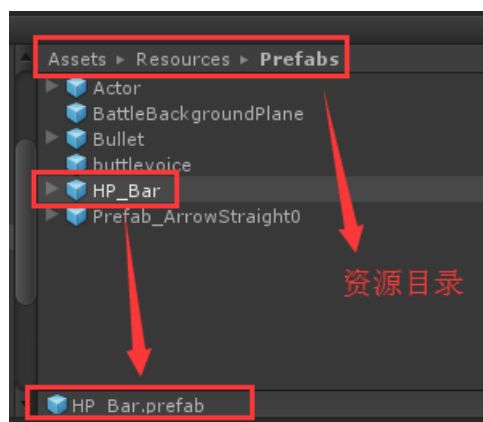 Assets ▸ Resources ▸ Prefabs
Actor
BattleBackgroundPlane
Bullet
buttlevoice
HP_Bar
Prefab_ArrowStraight0
资源目录
HP_Bar.prefab